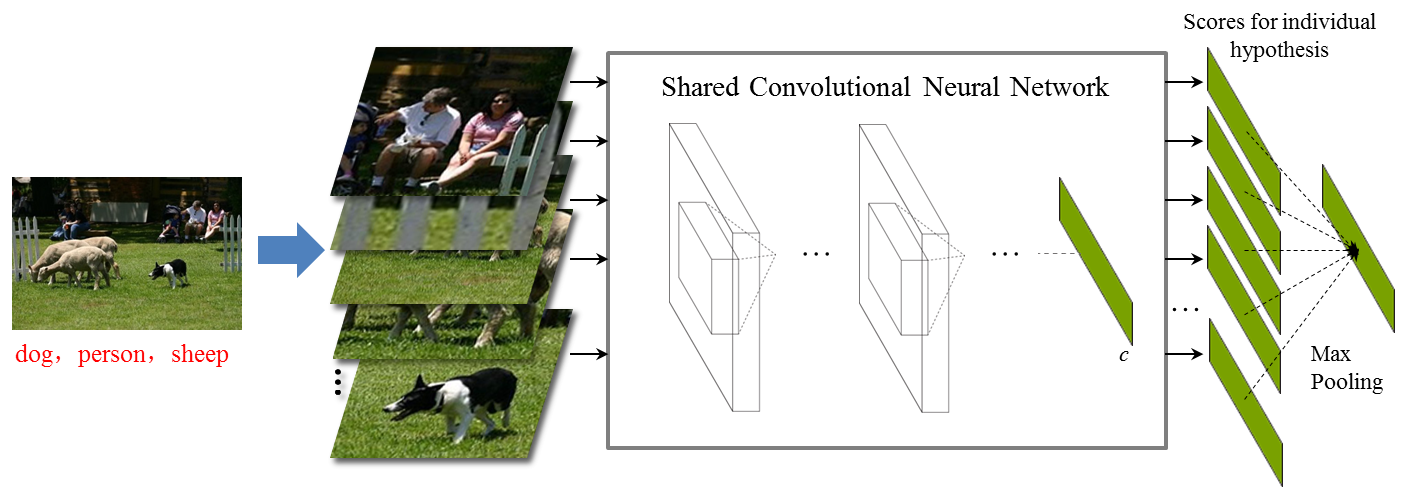 Scores for individual
hypothesis
Shared Convolutional Neural Network
...
...
dog，person，sheep
...
c
...
Max
Pooling